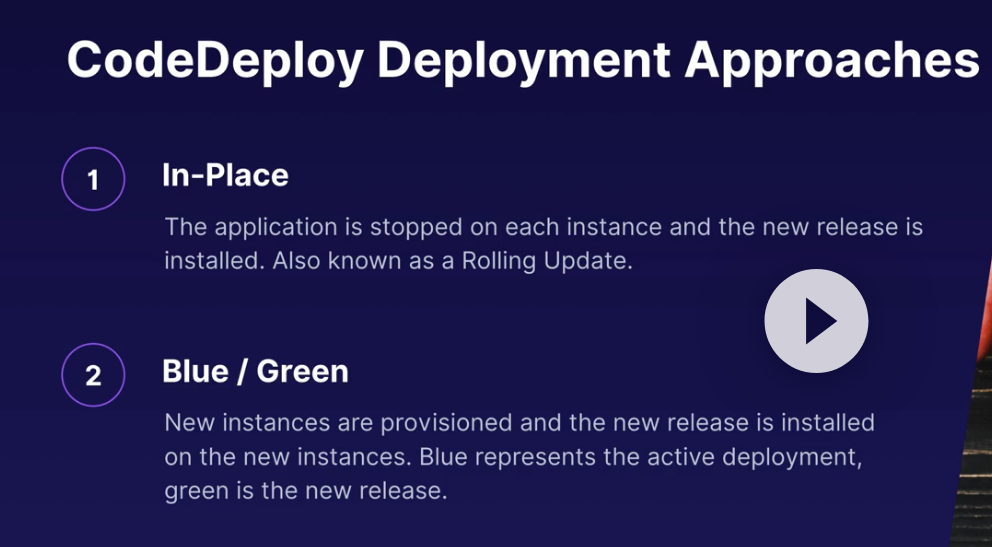 CodeDeploy Deployment Approaches
1
In-Place
The application is stopped on each instance and the new release is
installed. Also known as a Rolling Update.
2
Blue / Green
New instances are provisioned and the new release is installed
on the new instances. Blue represents the active deployment,
green is the new release.